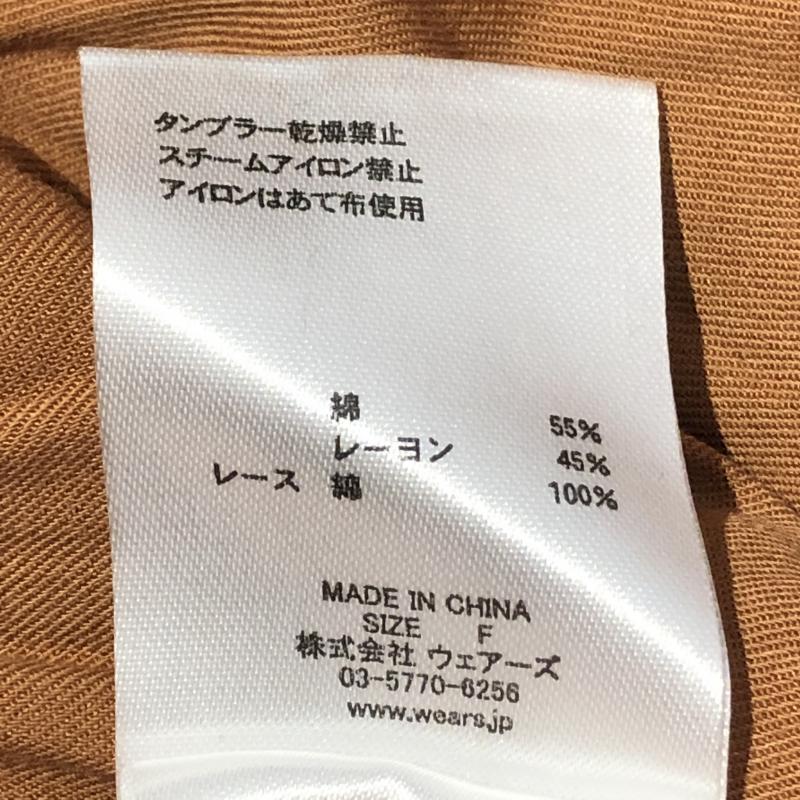 タンブラー乾燥禁止
スチームアイロン禁止
アイロンはあて布使用
綿 55%
レーヨン 45%
レース 綿 100%
MADE IN CHINA
SIZE F
株式会社 ウェアーズ
03-5770-6256
www.wears.jp